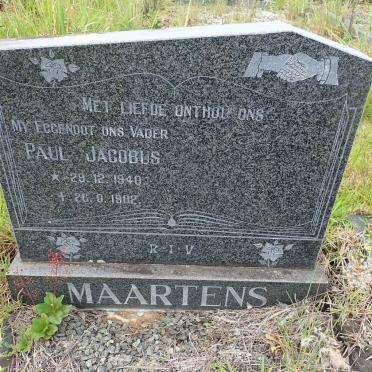 MET LIEFDE ONTHOU ONS
MY EGGENOOT ONS VADER
PAUL JACOBUS
* 29.12.1940
† 26.9.1982
R.I.V
MAARTENS